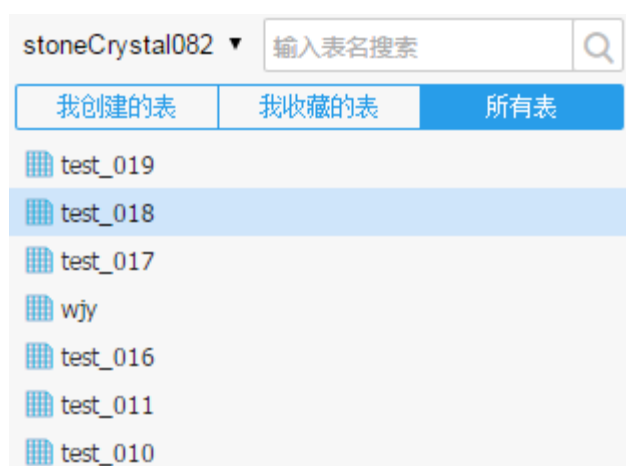 stoneCrystal082 ▼ 输入表名搜索
我创建的表 我收藏的表 所有表
test_019
test_018
test_017
wjy
test_016
test_011
test_010